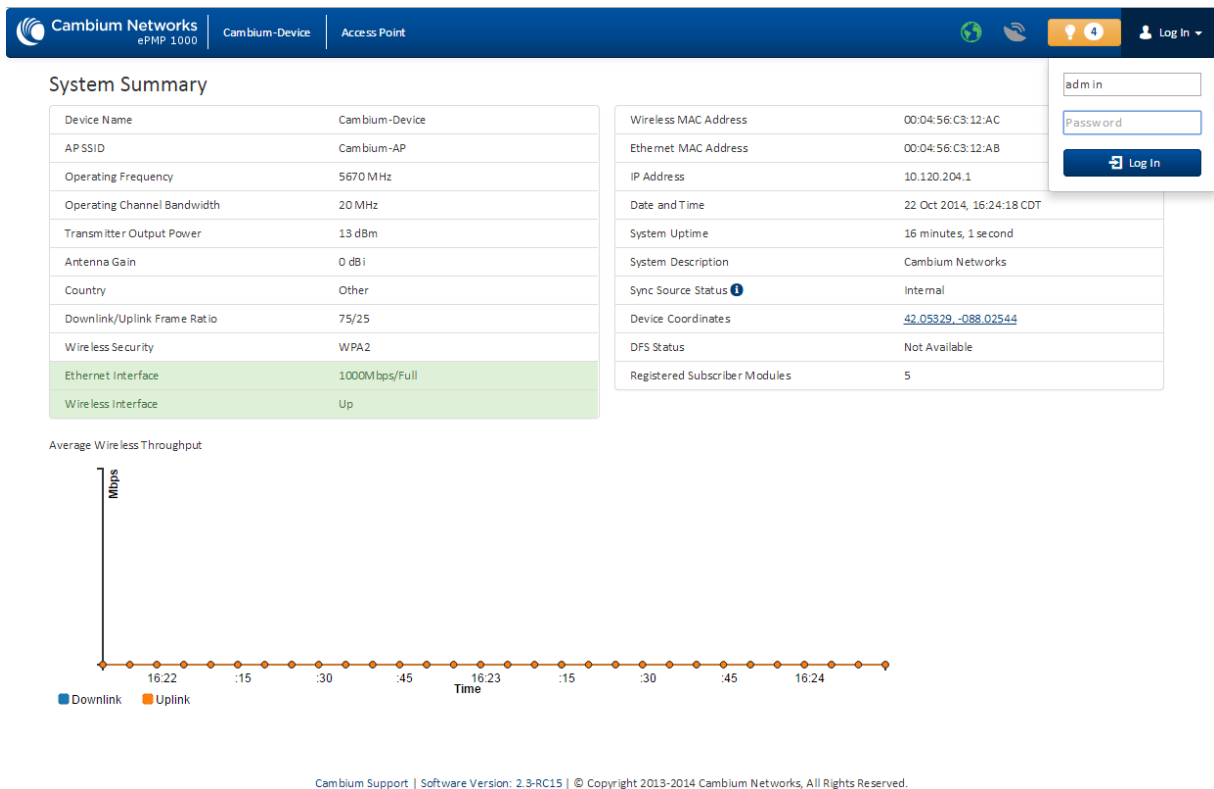 Cambium Networks
ePMP 1000
Cambium-Device
Access Point
4
Log In
admin
Password
Log In
System Summary
Device Name Cambium-Device
AP SSID Cambium-AP
Operating Frequency 5670 MHz
Operating Channel Bandwidth 20 MHz
Transmitter Output Power 13 dBm
Antenna Gain 0 dBi
Country Other
Downlink/Uplink Frame Ratio 75/25
Wireless Security WPA2
Ethernet Interface 1000Mbps/Full
Wireless Interface Up
Wireless MAC Address 00:04:56:C3:12:AC
Ethernet MAC Address 00:04:56:C3:12:AB
IP Address 10.120.204.1
Date and Time 22 Oct 2014, 16:24:18 CDT
System Uptime 16 minutes, 1 second
System Description Cambium Networks
Sync Source Status Internal
Device Coordinates 42.05329, -088.02544
DFS Status Not Available
Registered Subscriber Modules 5
Average Wireless Throughput
Mbps
16:22 :15 :30 :45 16:23 :15 :30 :45 16:24
Time
Downlink Uplink
Cambium Support | Software Version: 2.3-RC15 | © Copyright 2013-2014 Cambium Networks, All Rights Reserved.